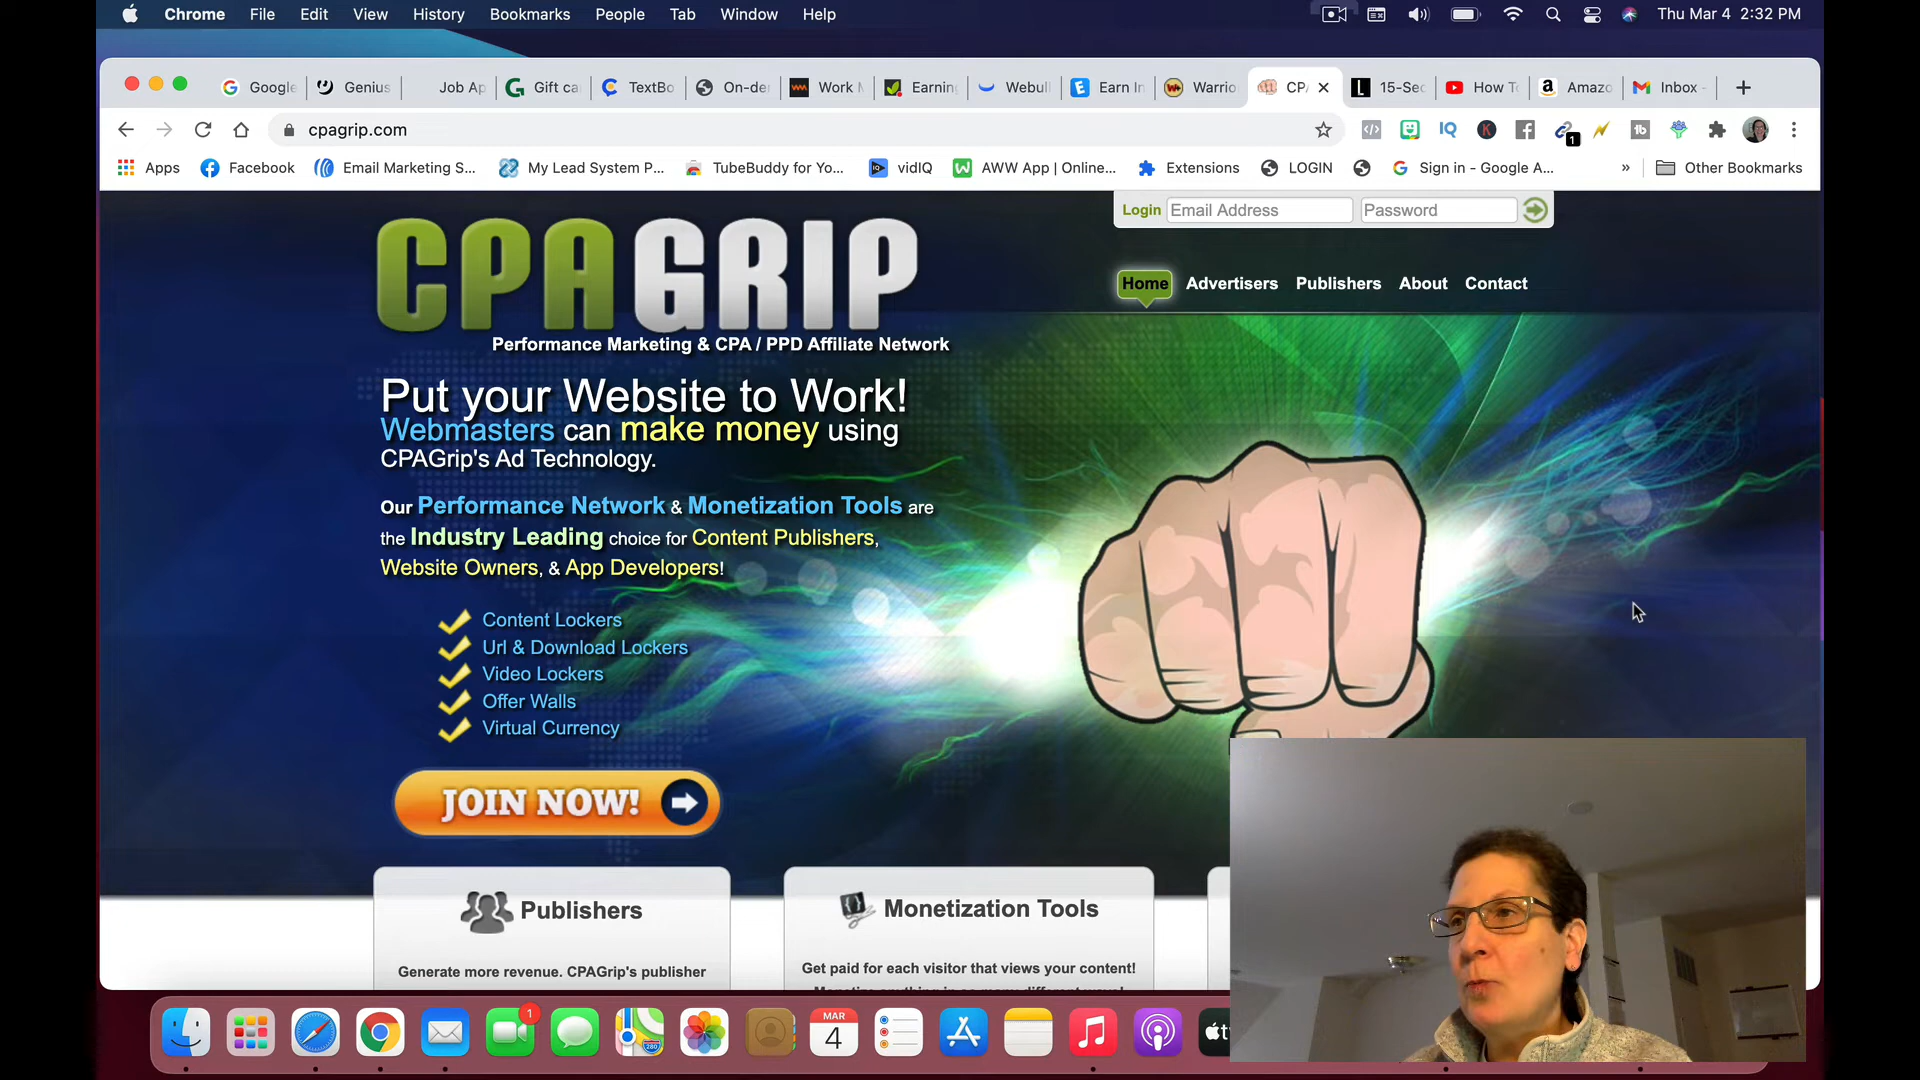 Chrome File Edit View History Bookmarks People Tab Window Help Thu Mar 4 2:32 PM
Google Genius Job Ap Gift ca TextBo On-de Work Earning Webull Earn In Warrio CPA 15-Sec How To Amazo Inbox -
cpagrip.com
1
Apps Facebook Email Marketing S... My Lead System P... TubeBuddy for Yo... vidIQ AWW App | Online... Extensions LOGIN Sign in - Google A... » Other Bookmarks
Login Email Address Password
CPAGRIP
Performance Marketing & CPA / PPD Affiliate Network
Home Advertisers Publishers About Contact
Put your Website to Work!
Webmasters can make money using
CPAGrip's Ad Technology.
Our Performance Network & Monetization Tools are
the Industry Leading choice for Content Publishers,
Website Owners, & App Developers!
Content Lockers
Url & Download Lockers
Video Lockers
Offer Walls
Virtual Currency
JOIN NOW!
Publishers
Generate more revenue. CPAGrip's publisher
Monetization Tools
Get paid for each visitor that views your content!
1
MAR
4
280